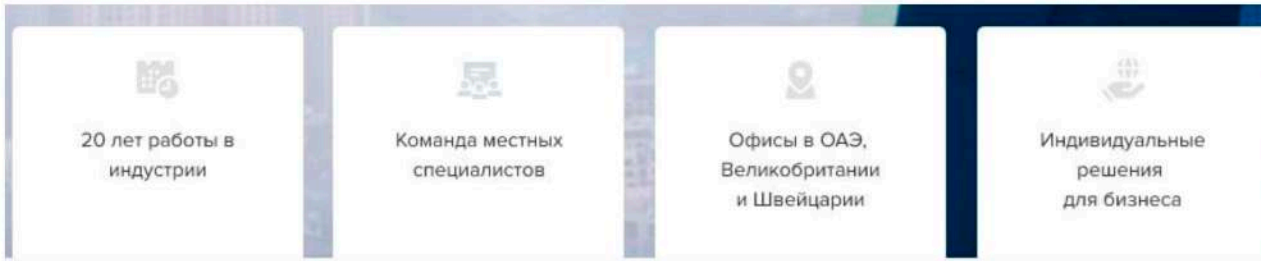 20 лет работы в
индустрии
Команда местных
специалистов
Офисы в ОАЭ,
Великобритании
и Швейцарии
Индивидуальные
решения
для бизнеса